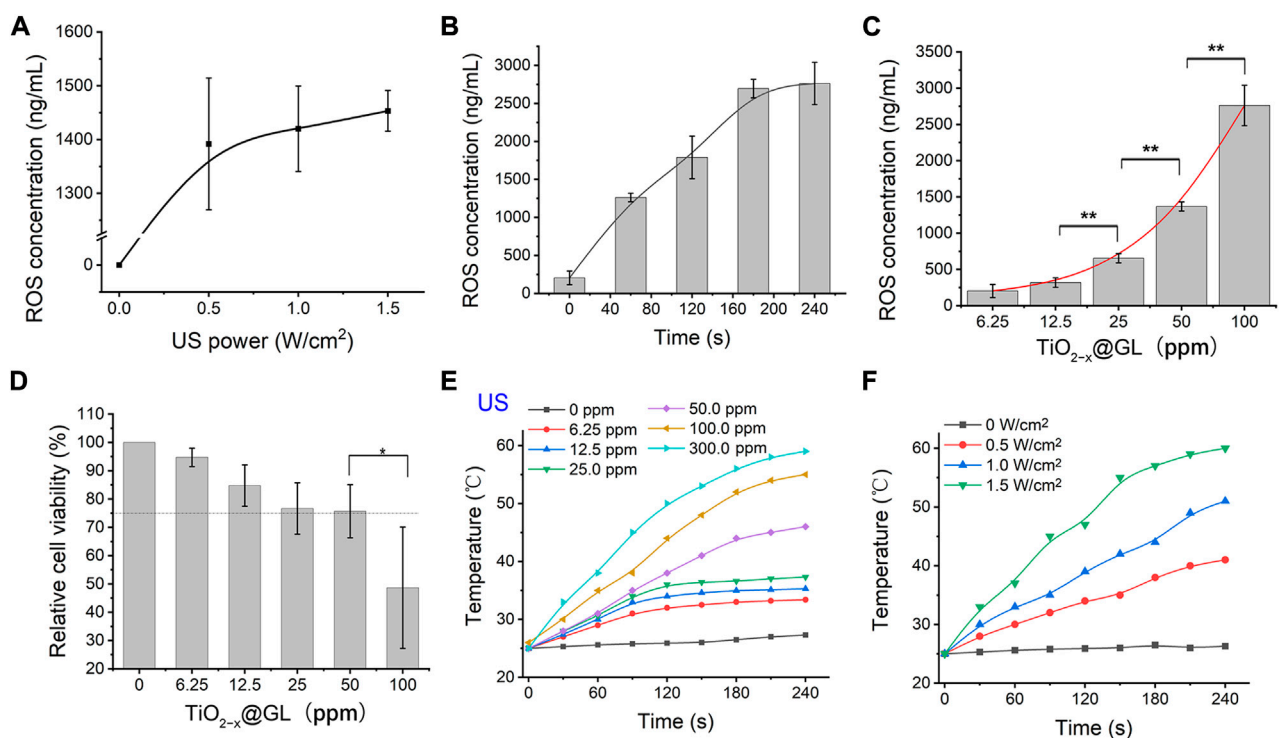 A
ROS concentration (ng/mL)
1600
1500
1400
1300
0
0.0 0.5 1.0 1.5
US power (W/cm²)
B
ROS concentration (ng/mL)
3000
2500
2000
1500
1000
500
0
0 40 80 120 160 200 240
Time (s)
C
ROS concentration (ng/mL)
3500
3000
2500
2000
1500
1000
500
0
**
**
**
6.25 12.5 25 50 100
TiO₂₋ₓ@GL (ppm)
D
Relative cell viability (%)
110
100
90
80
70
60
50
40
30
20
*
0 6.25 12.5 25 50 100
TiO₂₋ₓ@GL (ppm)
E
US
0 ppm
6.25 ppm
12.5 ppm
25.0 ppm
50.0 ppm
100.0 ppm
300.0 ppm
Temperature (℃)
60
50
40
30
20
0 60 120 180 240
Time (s)
F
0 W/cm²
0.5 W/cm²
1.0 W/cm²
1.5 W/cm²
Temperature (℃)
60
50
40
30
20
0 60 120 180 240
Time (s)